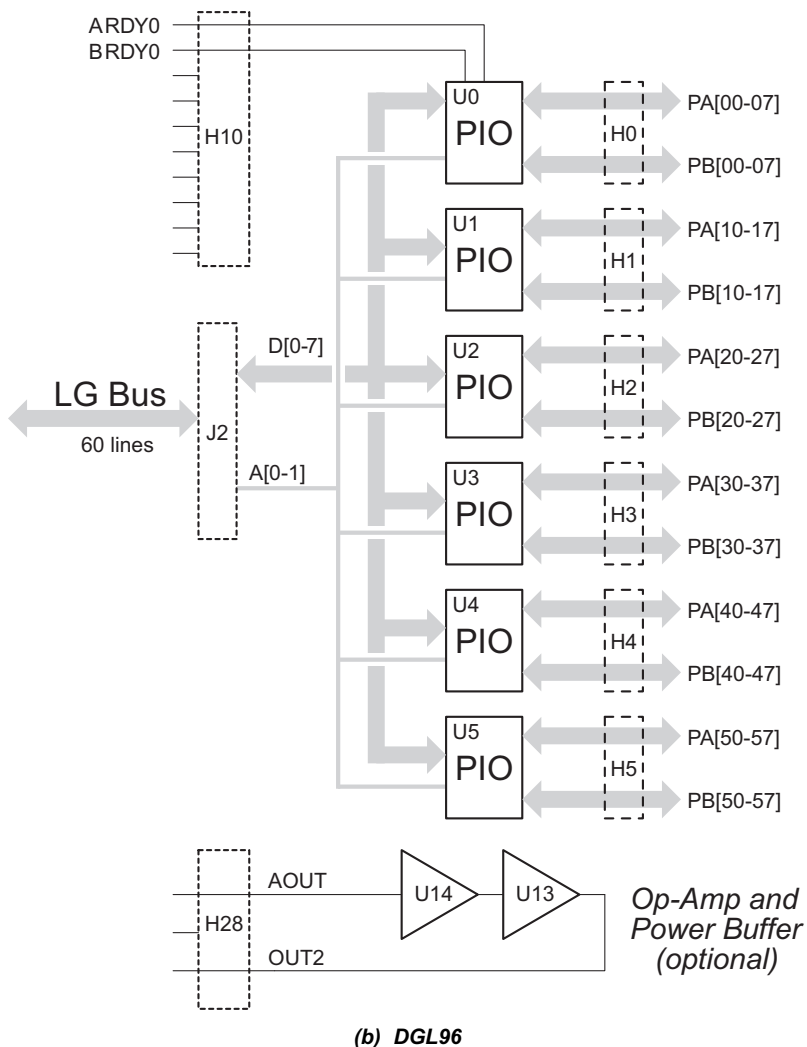 ARDY0
BRDY0
H10
U0
PIO
H0
PA[00-07]
PB[00-07]
U1
PIO
H1
PA[10-17]
PB[10-17]
D[0-7]
LG Bus
60 lines
J2
A[0-1]
U2
PIO
H2
PA[20-27]
PB[20-27]
U3
PIO
H3
PA[30-37]
PB[30-37]
U4
PIO
H4
PA[40-47]
PB[40-47]
U5
PIO
H5
PA[50-57]
PB[50-57]
H28
AOUT
OUT2
U14
U13
Op-Amp and
Power Buffer
(optional)
(b) DGL96